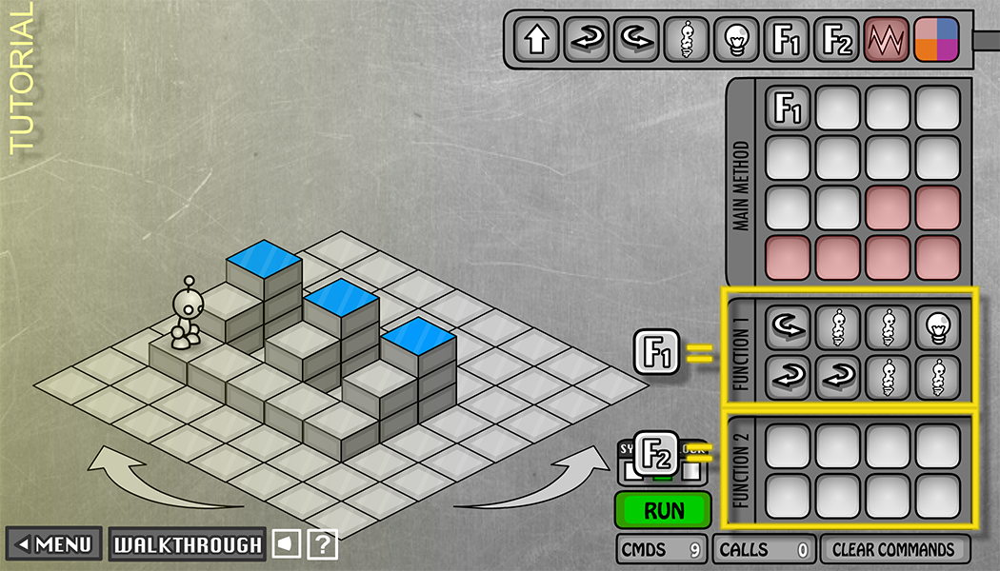 TUTORIAL
F1 F2
MAIN METHOD
F1
FUNCTION 1
F1 =
FUNCTION 2
F2 =
RUN
MENU
WALKTHROUGH
?
CMDS 9
CALLS 0
CLEAR COMMANDS